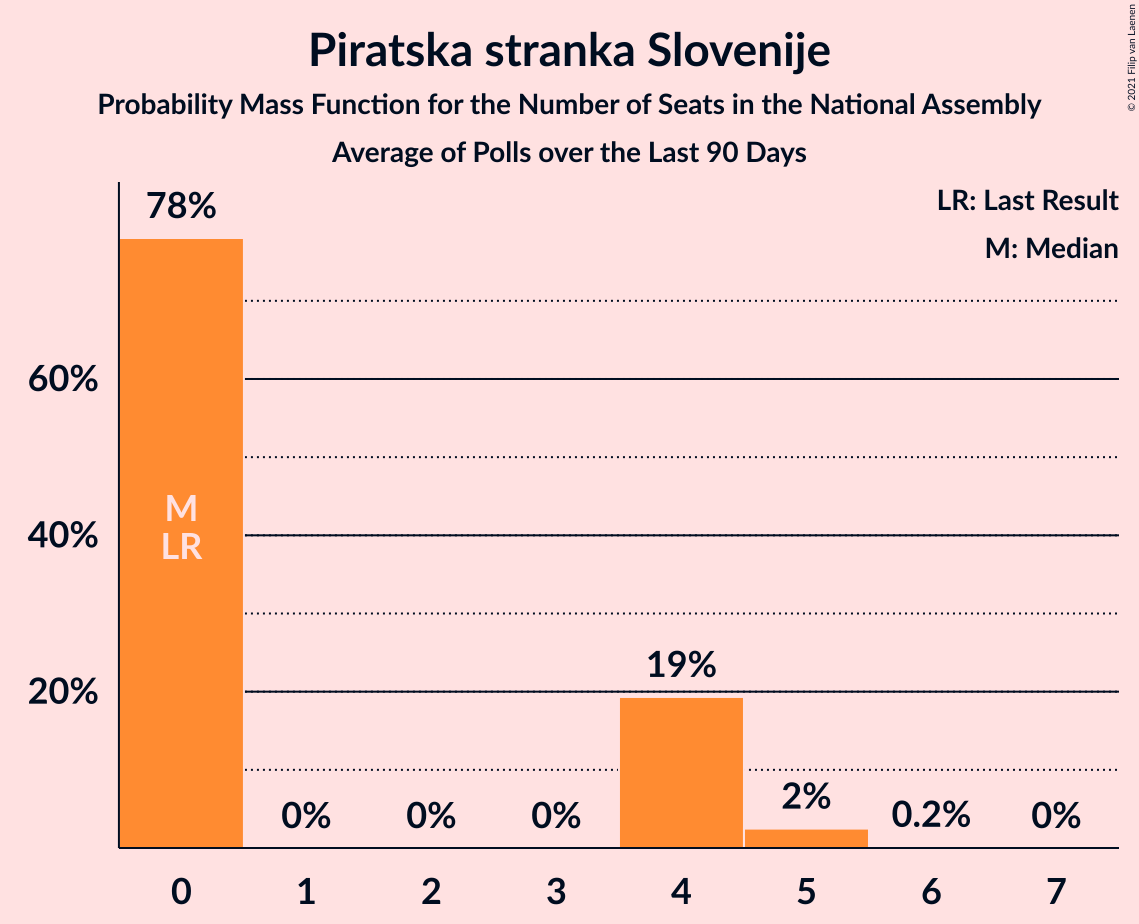 Piratska stranka Slovenije
Probability Mass Function for the Number of Seats in the National Assembly
Average of Polls over the Last 90 Days
© 2021 Filip van Laenen
LR: Last Result
M: Median
78%
60%
40%
20%
M
LR
0%
0%
0%
19%
2%
0.2%
0%
0
1
2
3
4
5
6
7